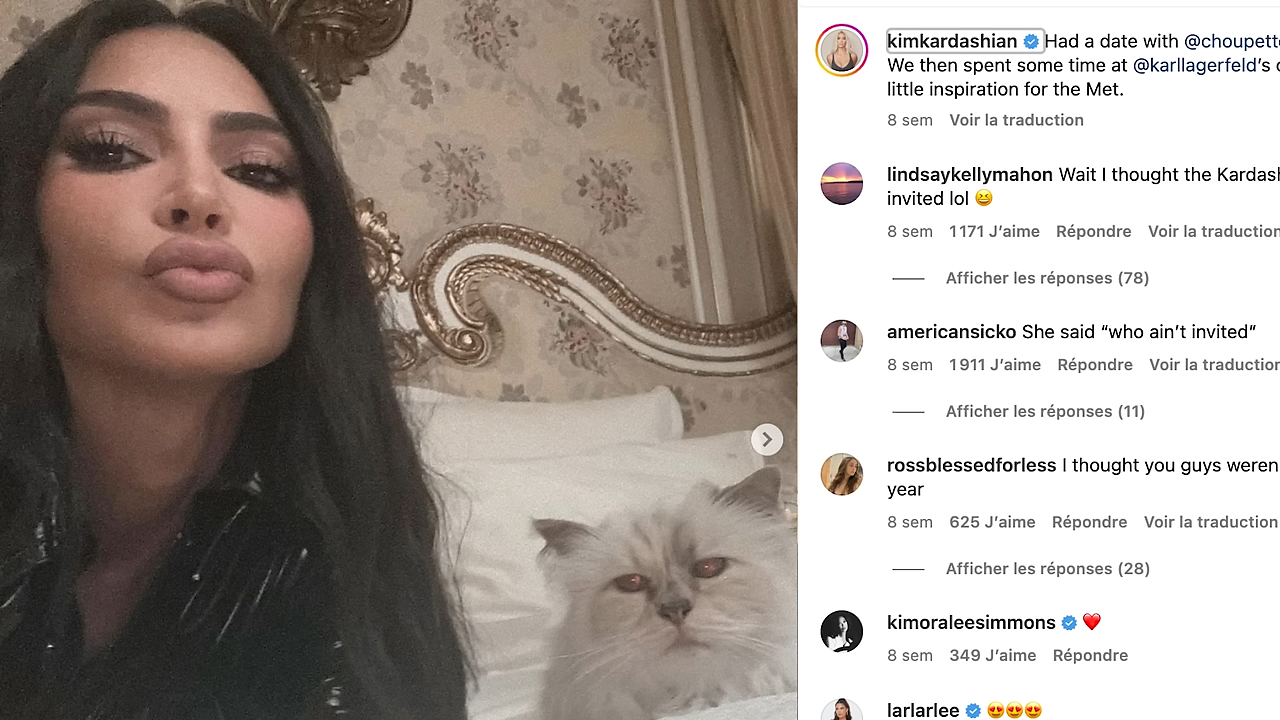 kimkardashian Had a date with
We then spent some time at @karllagerfeld’s
little inspiration for the Met.
8 sem Voir la traduction
lindsaykellymahon Wait I thought the
invited lol 😆
8 sem 1 171 J’aime Répondre Voir la traduction
Afficher les réponses (78)
americansicko She said “who ain’t invited”
8 sem 1 911 J’aime Répondre Voir la traduction
Afficher les réponses (11)
rossblessedforless I thought you guys
year
8 sem 625 J’aime Répondre Voir la traduction
Afficher les réponses (28)
kimoraleesimmons ❤️
8 sem 349 J’aime Répondre
larlarlee 😍😍😍